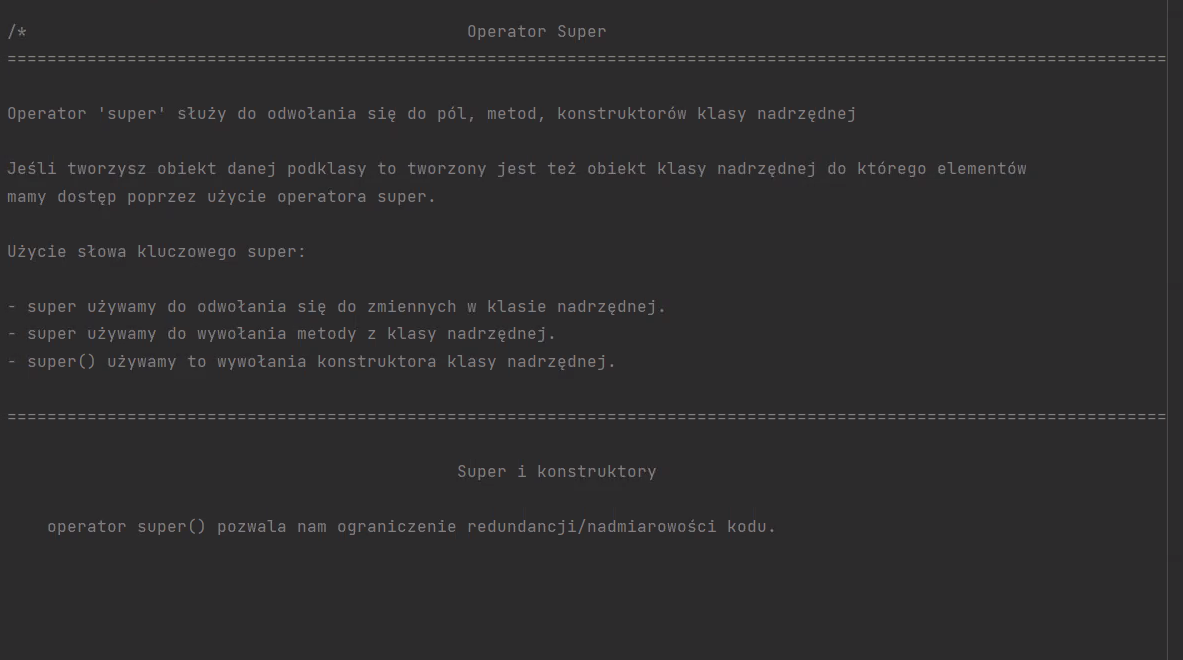 /* Operator Super
====================================================================================================================
Operator 'super' służy do odwołania się do pól, metod, konstruktorów klasy nadrzędnej
Jeśli tworzysz obiekt danej podklasy to tworzony jest też obiekt klasy nadrzędnej do którego elementów
mamy dostęp poprzez użycie operatora super.
Użycie słowa kluczowego super:
- super używamy do odwołania się do zmiennych w klasie nadrzędnej.
- super używamy do wywołania metody z klasy nadrzędnej.
- super() używamy to wywołania konstruktora klasy nadrzędnej.
====================================================================================================================
Super i konstruktory
operator super() pozwala nam ograniczenie redundancji/nadmiarowości kodu.